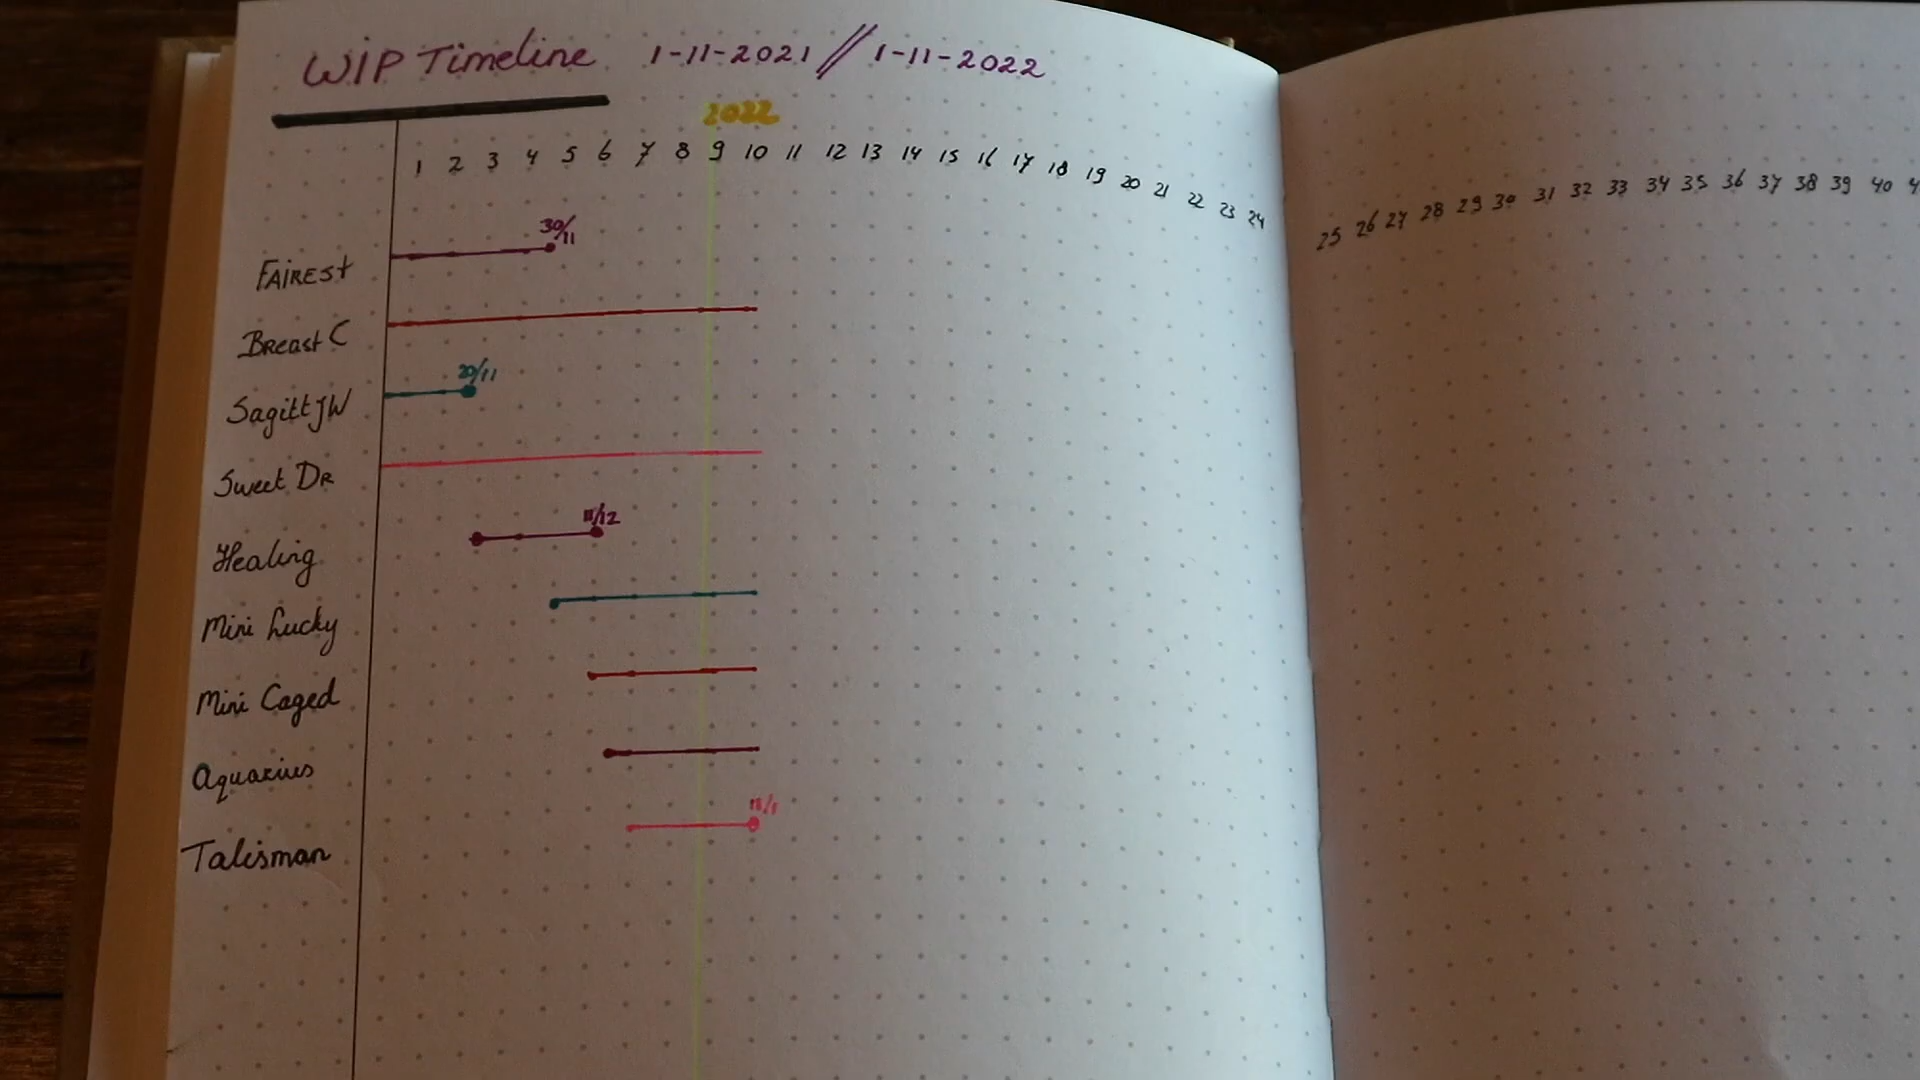 WIP Timeline 1-11-2021 // 1-11-2022
2022
1 2 3 4 5 6 7 8 9 10 11 12 13 14 15 16 17 18 19 20 21 22 23 24 25 26 27 28 29 30 31 32 33 34 35 36 37 38 39 40
30/11
FAIREST
Breast C
20/11
Sagitt JW
Sweet DR
11/12
Healing
Mini Lucky
Mini Caged
Aquarius
Talisman